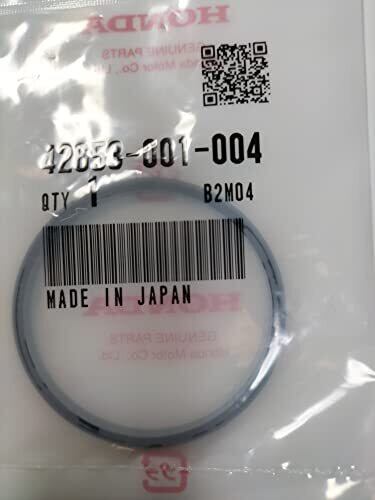 HONDA
GENUINE PARTS
Honda Motor Co., Ltd.
42853-001-004
QTY 1 B2M04
MADE IN JAPAN
HONDA
GENUINE PARTS
Honda Motor Co., Ltd.